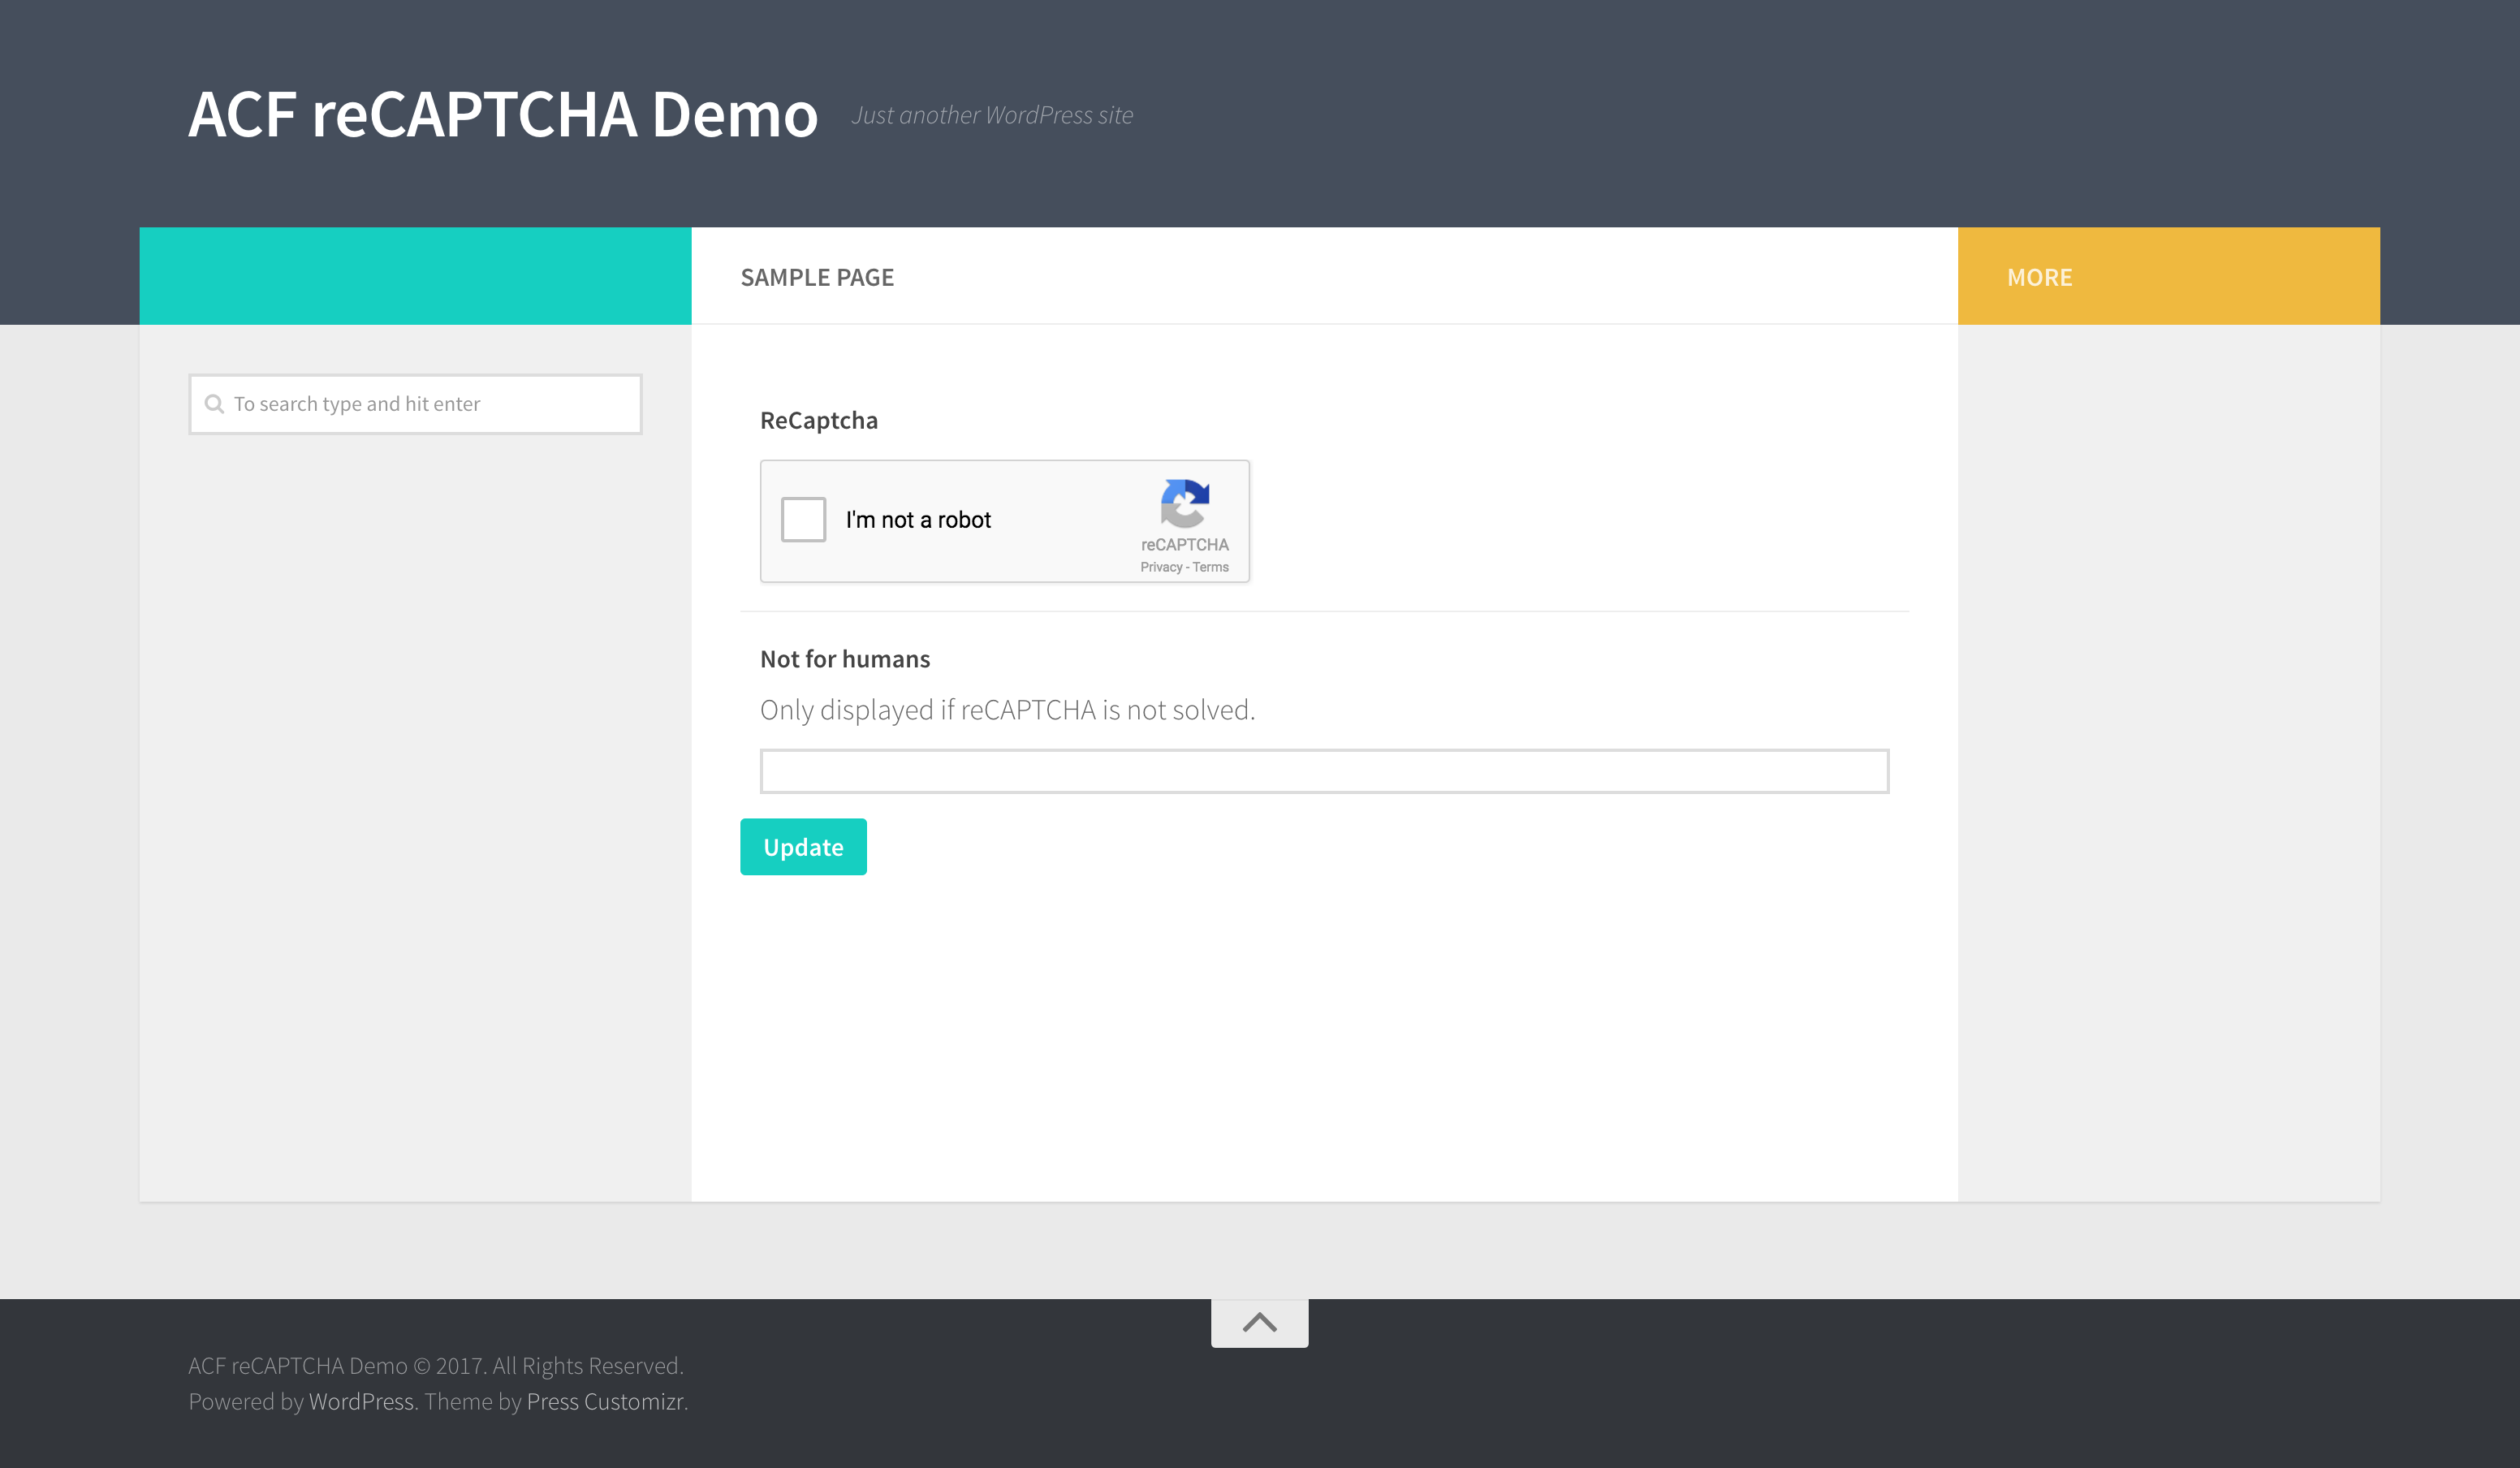 ACF reCAPTCHA Demo
Just another WordPress site
SAMPLE PAGE
MORE
To search type and hit enter
ReCaptcha
I'm not a robot
reCAPTCHA
Privacy - Terms
Not for humans
Only displayed if reCAPTCHA is not solved.
Update
ACF reCAPTCHA Demo © 2017. All Rights Reserved.
Powered by WordPress. Theme by Press Customizr.